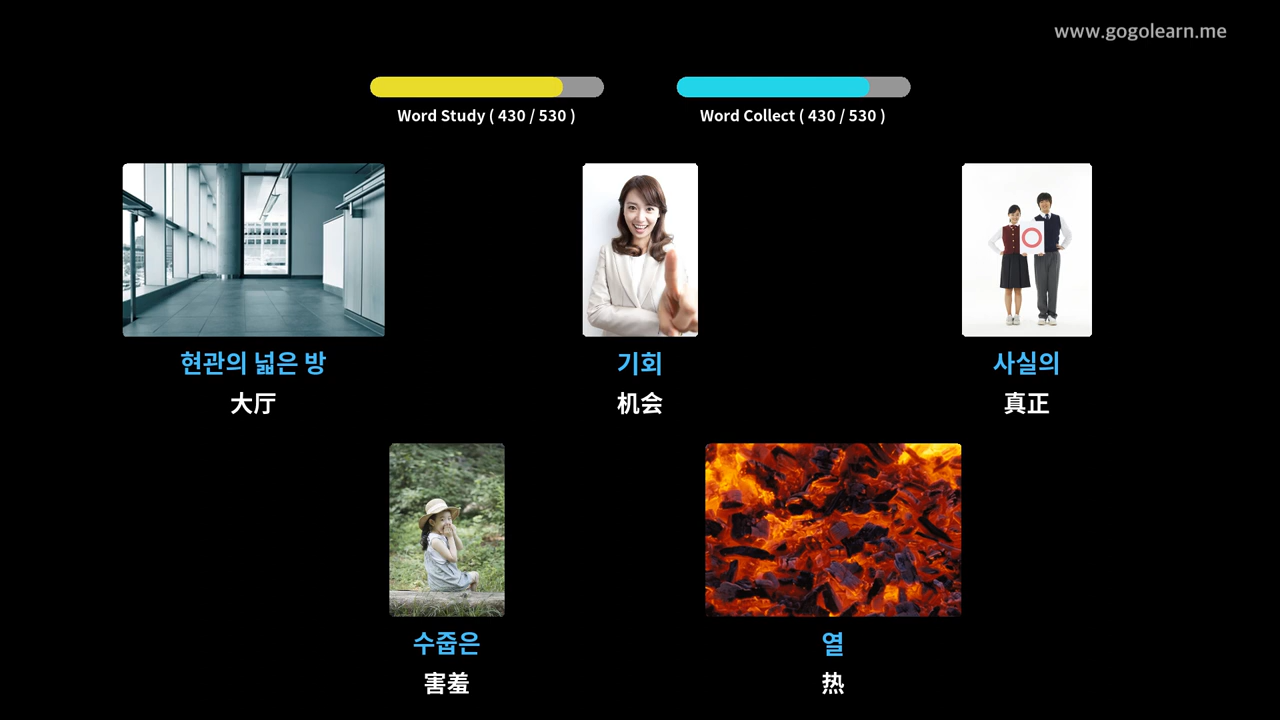 www.gogolearn.me
Word Study ( 430 / 530 )
Word Collect ( 430 / 530 )
현관의 넓은 방
大厅
기회
机会
사실의
真正
수줍은
害羞
열
热